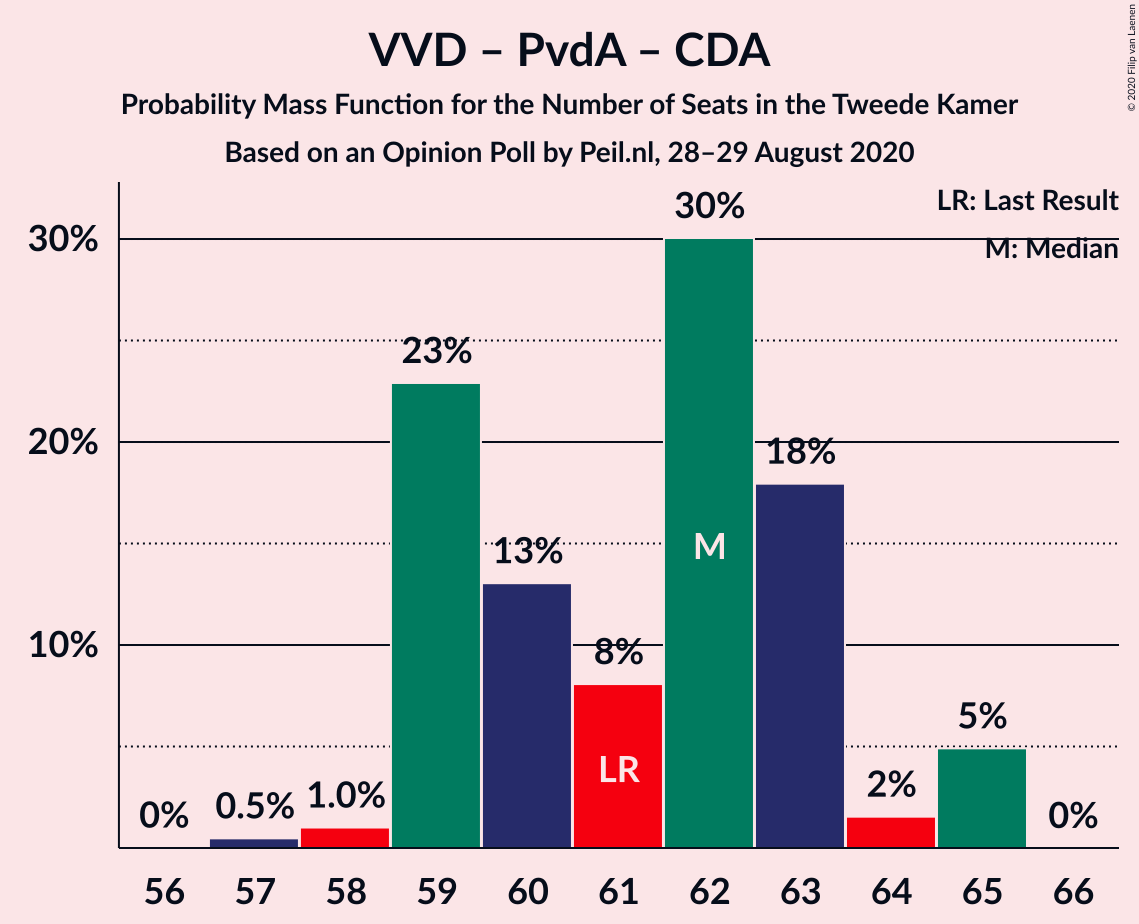 VVD – PvdA – CDA
Probability Mass Function for the Number of Seats in the Tweede Kamer
Based on an Opinion Poll by Peil.nl, 28–29 August 2020
© 2020 Filip van Laenen
LR: Last Result
M: Median
30%
20%
10%
0%
0.5%
1.0%
23%
13%
8%
30%
18%
2%
5%
0%
M
LR
56 57 58 59 60 61 62 63 64 65 66